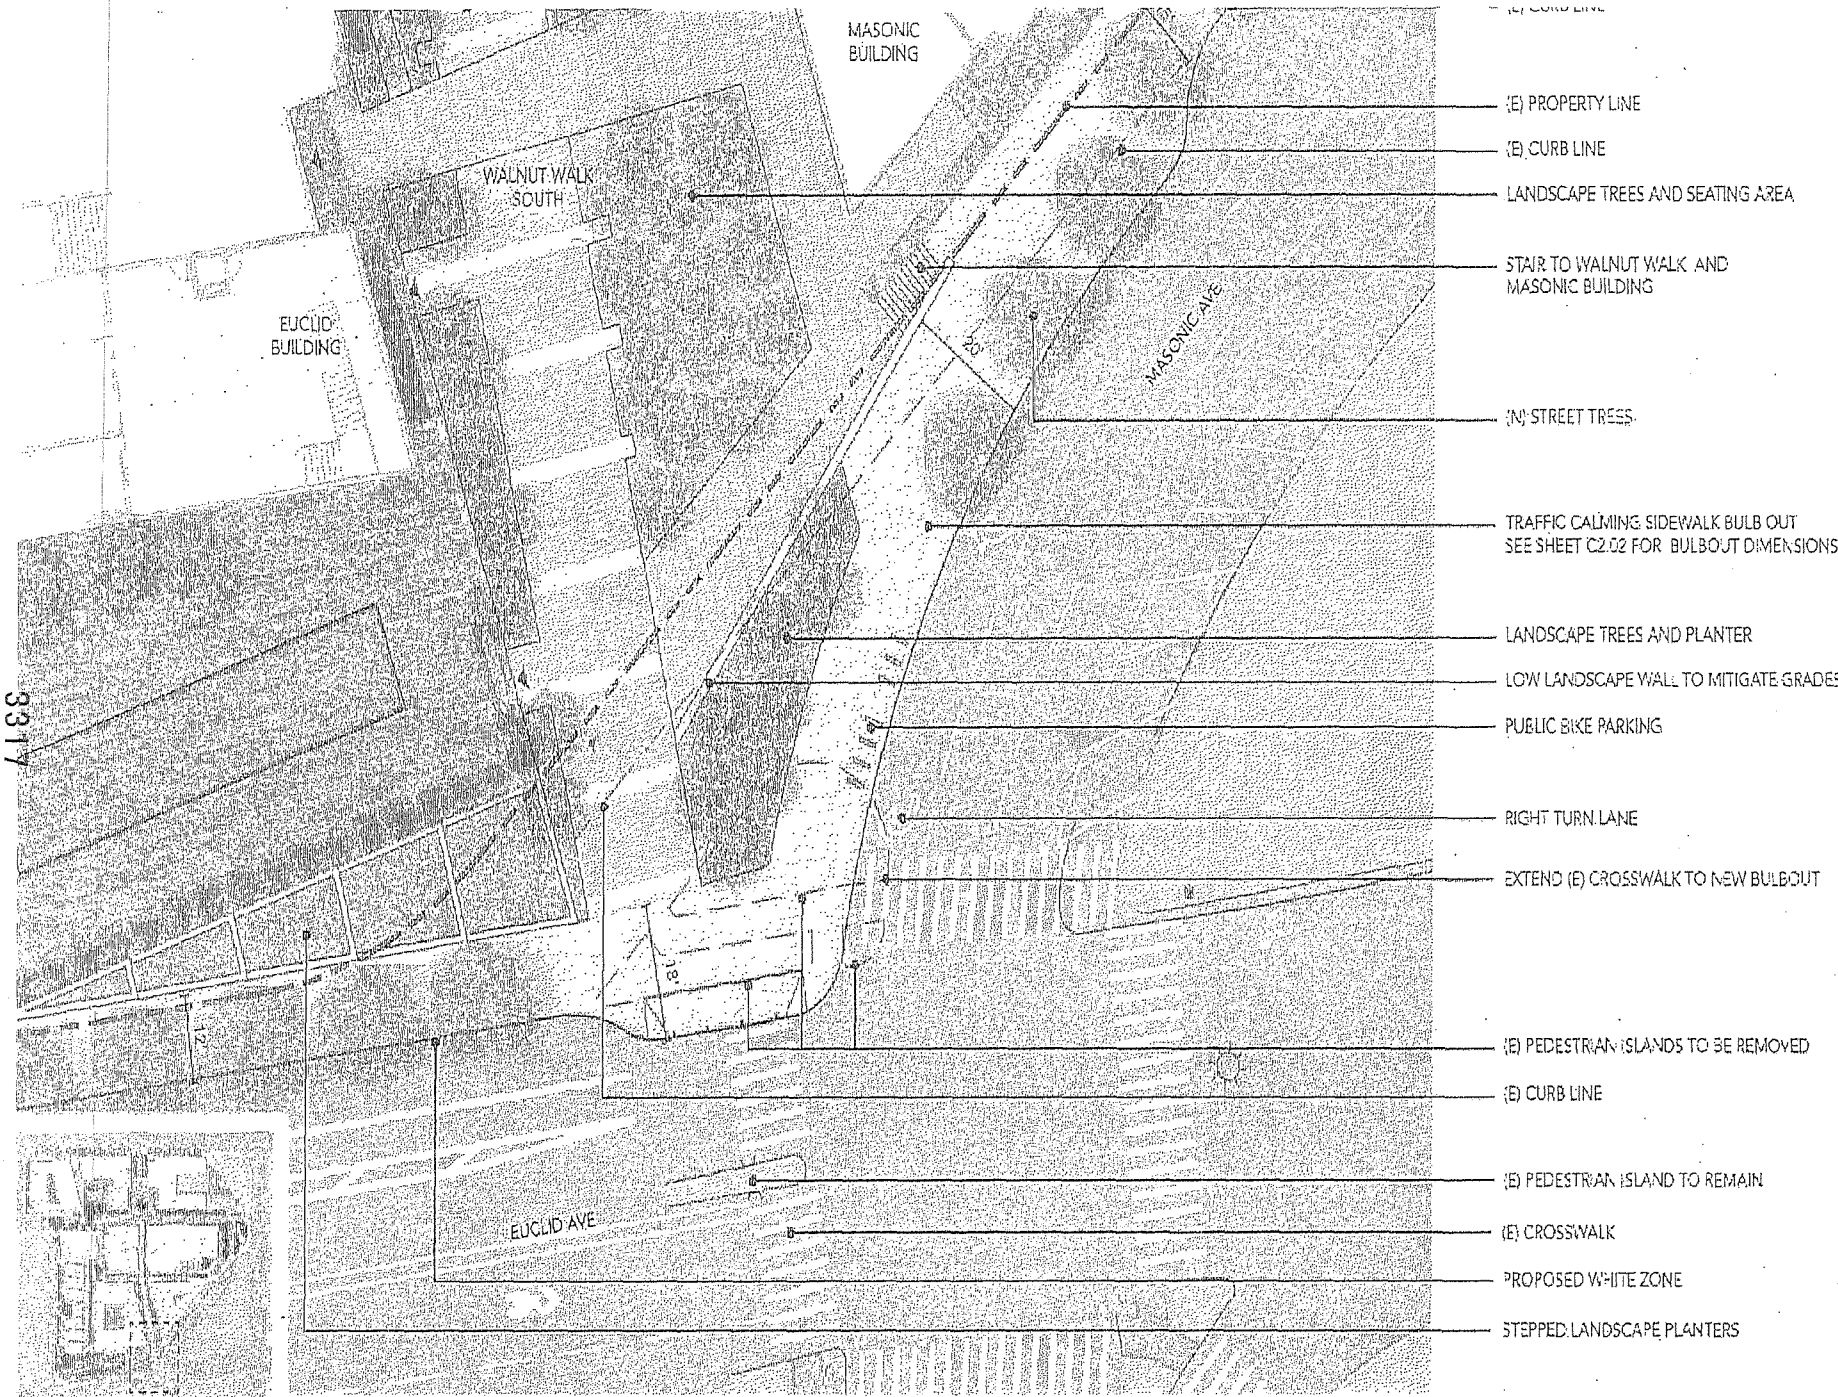 (E) CURB LINE
MASONIC
BUILDING
(E) PROPERTY LINE
(E) CURB LINE
WALNUT WALK
SOUTH
LANDSCAPE TREES AND SEATING AREA
STAIR TO WALNUT WALK AND
MASONIC BUILDING
EUCLID
BUILDING
MASONIC AVE
20'
(N) STREET TREES
TRAFFIC CALMING SIDEWALK BULB OUT
SEE SHEET C2.02 FOR BULBOUT DIMENSIONS
LANDSCAPE TREES AND PLANTER
LOW LANDSCAPE WALL TO MITIGATE GRADES
3317
PUBLIC BIKE PARKING
RIGHT TURN LANE
EXTEND (E) CROSSWALK TO NEW BULBOUT
18'
12'
(E) PEDESTRIAN ISLANDS TO BE REMOVED
(E) CURB LINE
(E) PEDESTRIAN ISLAND TO REMAIN
EUCLID AVE
(E) CROSSWALK
PROPOSED WHITE ZONE
STEPPED LANDSCAPE PLANTERS